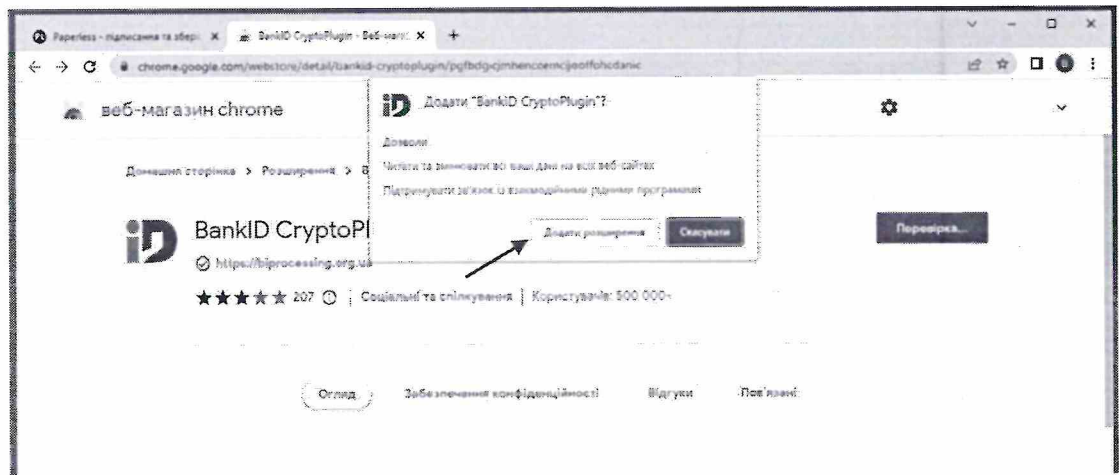 Paperless - підписання та збері
BankID CryptoPlugin - Веб-магаз
chrome.google.com/webstore/detail/bankid-cryptoplugin/
веб-магазин chrome
Додати "BankID CryptoPlugin"?
Дозволи
Читати та змінювати всі ваші дані на всіх веб-сайтах
Підтримувати зв'язок із взаємодійними рідними програмами
Додати розширення
Скасувати
Домашня сторінка > Розширення >
iD
BankID CryptoPl
Перевірка...
https://biprocessing.org.ua
207
Соціальні та спілкування
Користувачів: 500 000+
Огляд
Забезпечення конфіденційності
Відгуки
Пов'язані